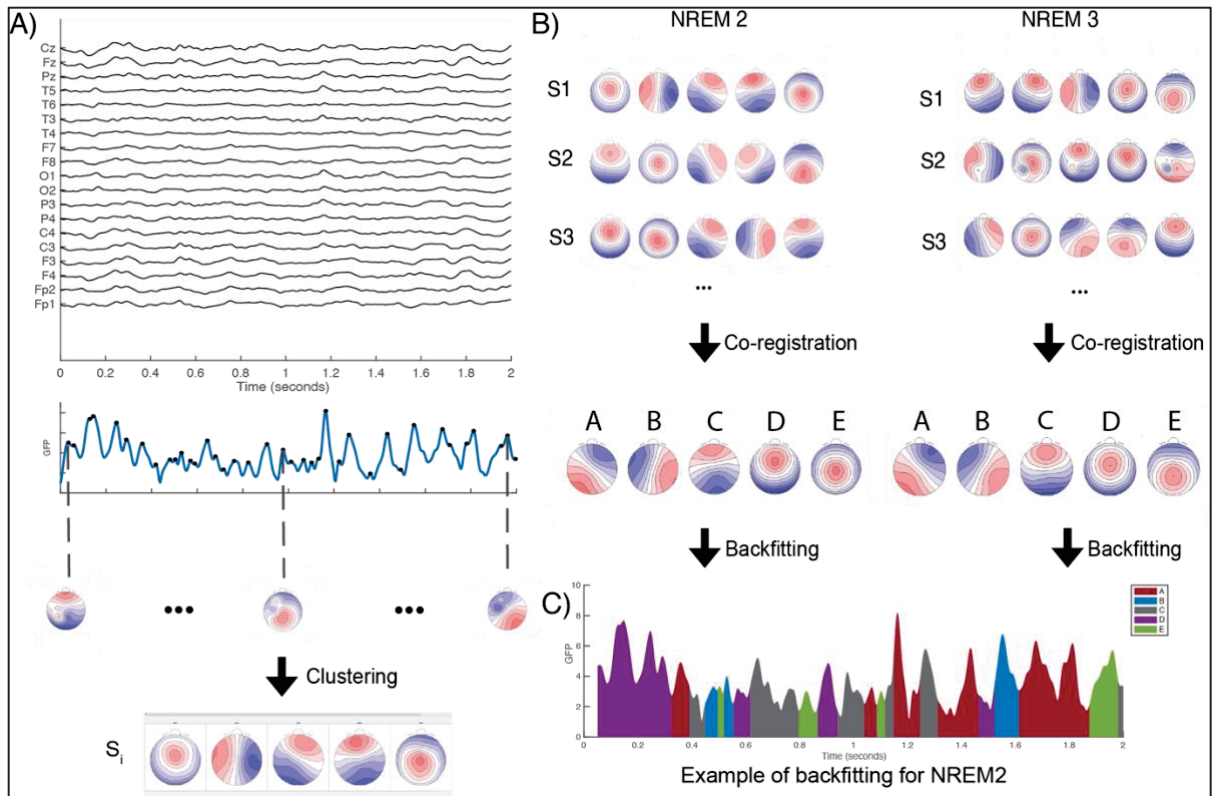 A)
Cz
Fz
Pz
T5
T6
T3
T4
F7
F8
O1
O2
P3
P4
C4
C3
F3
F4
Fp2
Fp1
0 0.2 0.4 0.6 0.8 1 1.2 1.4 1.6 1.8 2
Time (seconds)
GFP
••• •••
Clustering
Si
B)
NREM 2 NREM 3
S1 S1
S2 S2
S3 S3
... ...
Co-registration Co-registration
A B C D E A B C D E
Backfitting Backfitting
C)
A
B
C
D
E
10
8
6
4
2
0
GFP
0 0.2 0.4 0.6 0.8 1 1.2 1.4 1.6 1.8 2
Time (seconds)
Example of backfitting for NREM2